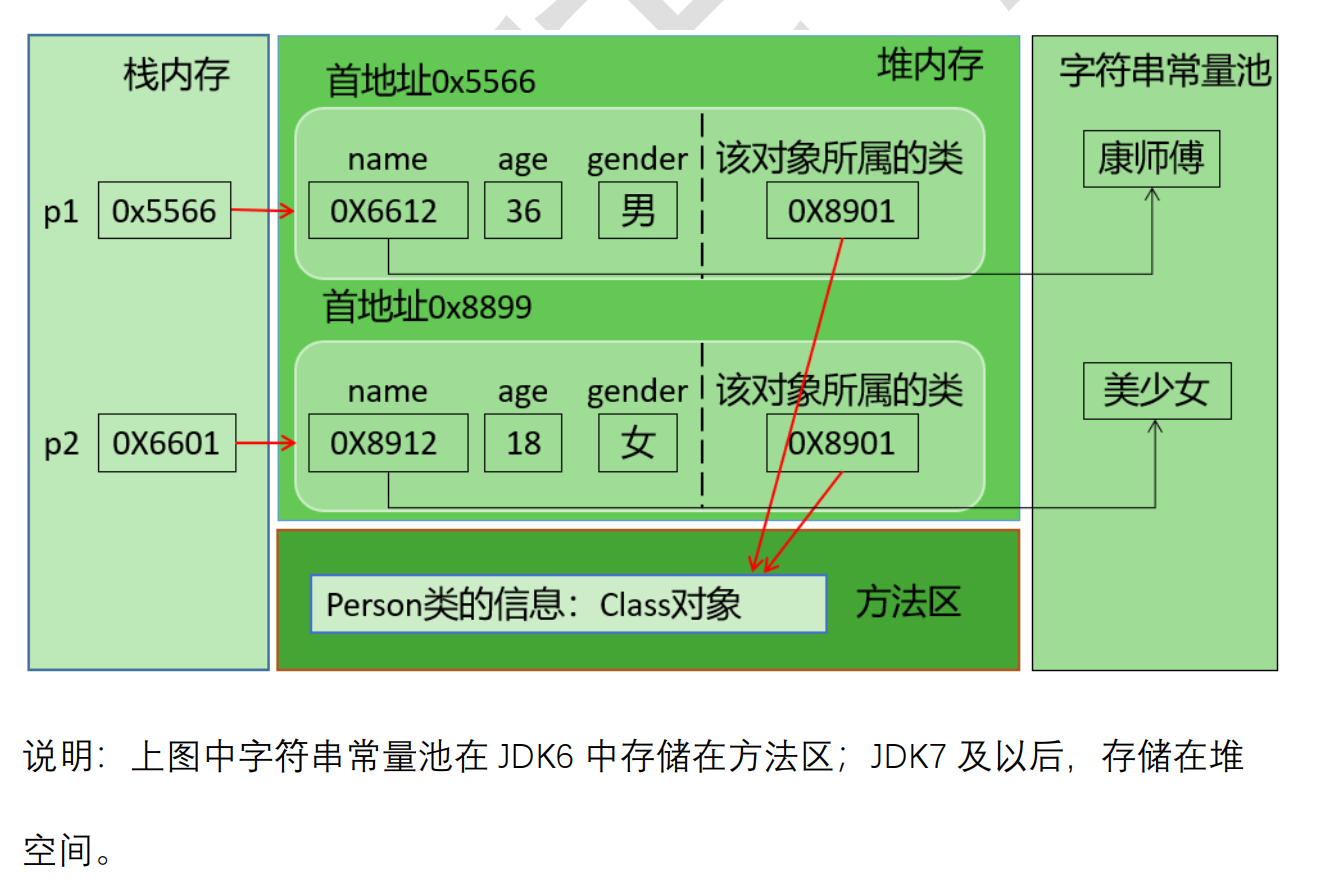 栈内存
首地址0x5566
堆内存
字符串常量池
name age gender 该对象所属的类
康师傅
p1 0x5566 0X6612 36 男 0X8901
首地址0x8899
name age gender 该对象所属的类
美少女
p2 0X6601 0X8912 18 女 0X8901
Person类的信息：Class对象
方法区
说明：上图中字符串常量池在 JDK6 中存储在方法区；JDK7 及以后，存储在堆
空间。